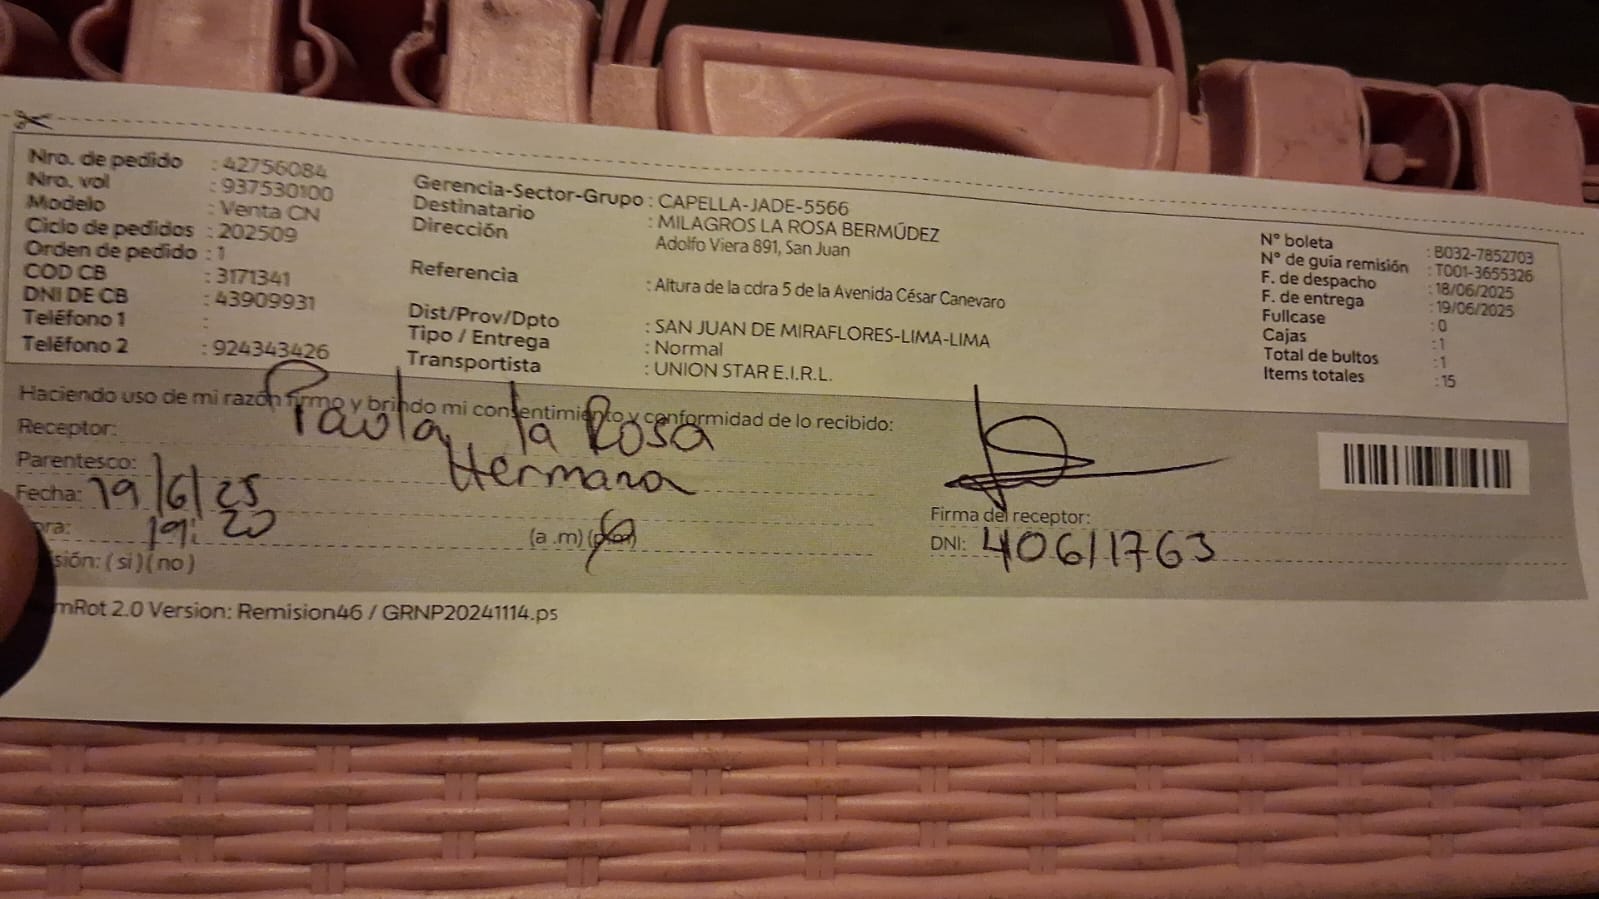 Nro. de pedido : 42756084
Nro. vol : 937530100
Modelo : Venta CN
Ciclo de pedidos : 202509
Orden de pedido : 1
COD CB : 3171341
DNI DE CB : 43909931
Teléfono 1 :
Teléfono 2 : 924343426
Gerencia-Sector-Grupo : CAPELLA-JADE-5566
Destinatario : MILAGROS LA ROSA BERMÚDEZ
Dirección Adolfo Viera 891, San Juan
Referencia : Altura de la cdra 5 de la Avenida César Canevaro
Dist/Prov/Dpto : SAN JUAN DE MIRAFLORES-LIMA-LIMA
Tipo / Entrega : Normal
Transportista : UNION STAR E.I.R.L.
N° boleta : B032-7852703
N° de guía remisión : T001-3655326
F. de despacho : 18/06/2025
F. de entrega : 19/06/2025
Fullcase : 0
Cajas : 1
Total de bultos : 1
Items totales : 15
Haciendo uso de mi razón firmo y brindo mi consentimiento y conformidad de lo recibido:
Receptor: Paola la Rosa
Parentesco: Hermana
Fecha: 19/6/25
19:20 (a.m)
(si) (no)
Firma del receptor:
DNI: 40611763
2.0 Version: Remision46 / GRNP20241114.ps